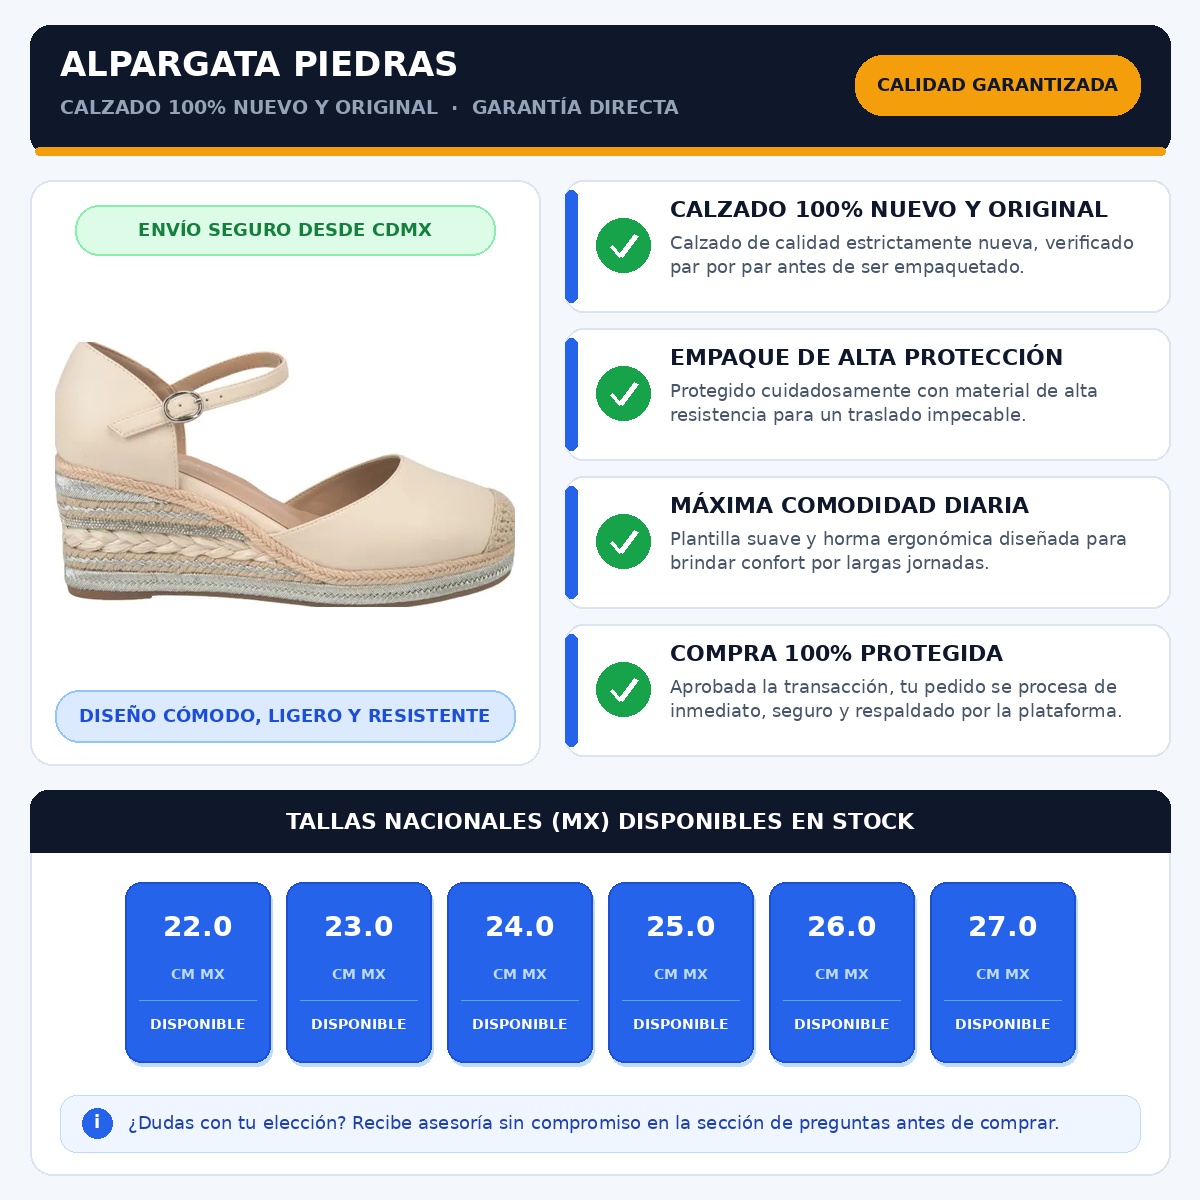 ALPARGATA PIEDRAS
CALZADO 100% NUEVO Y ORIGINAL · GARANTÍA DIRECTA
CALIDAD GARANTIZADA
ENVÍO SEGURO DESDE CDMX
DISEÑO CÓMODO, LIGERO Y RESISTENTE
CALZADO 100% NUEVO Y ORIGINAL
Calzado de calidad estrictamente nueva, verificado
par por par antes de ser empaquetado.
EMPAQUE DE ALTA PROTECCIÓN
Protegido cuidadosamente con material de alta
resistencia para un traslado impecable.
MÁXIMA COMODIDAD DIARIA
Plantilla suave y horma ergonómica diseñada para
brindar confort por largas jornadas.
COMPRA 100% PROTEGIDA
Aprobada la transacción, tu pedido se procesa de
inmediato, seguro y respaldado por la plataforma.
TALLAS NACIONALES (MX) DISPONIBLES EN STOCK
22.0
CM MX
DISPONIBLE
23.0
CM MX
DISPONIBLE
24.0
CM MX
DISPONIBLE
25.0
CM MX
DISPONIBLE
26.0
CM MX
DISPONIBLE
27.0
CM MX
DISPONIBLE
i
¿Dudas con tu elección? Recibe asesoría sin compromiso en la sección de preguntas antes de comprar.